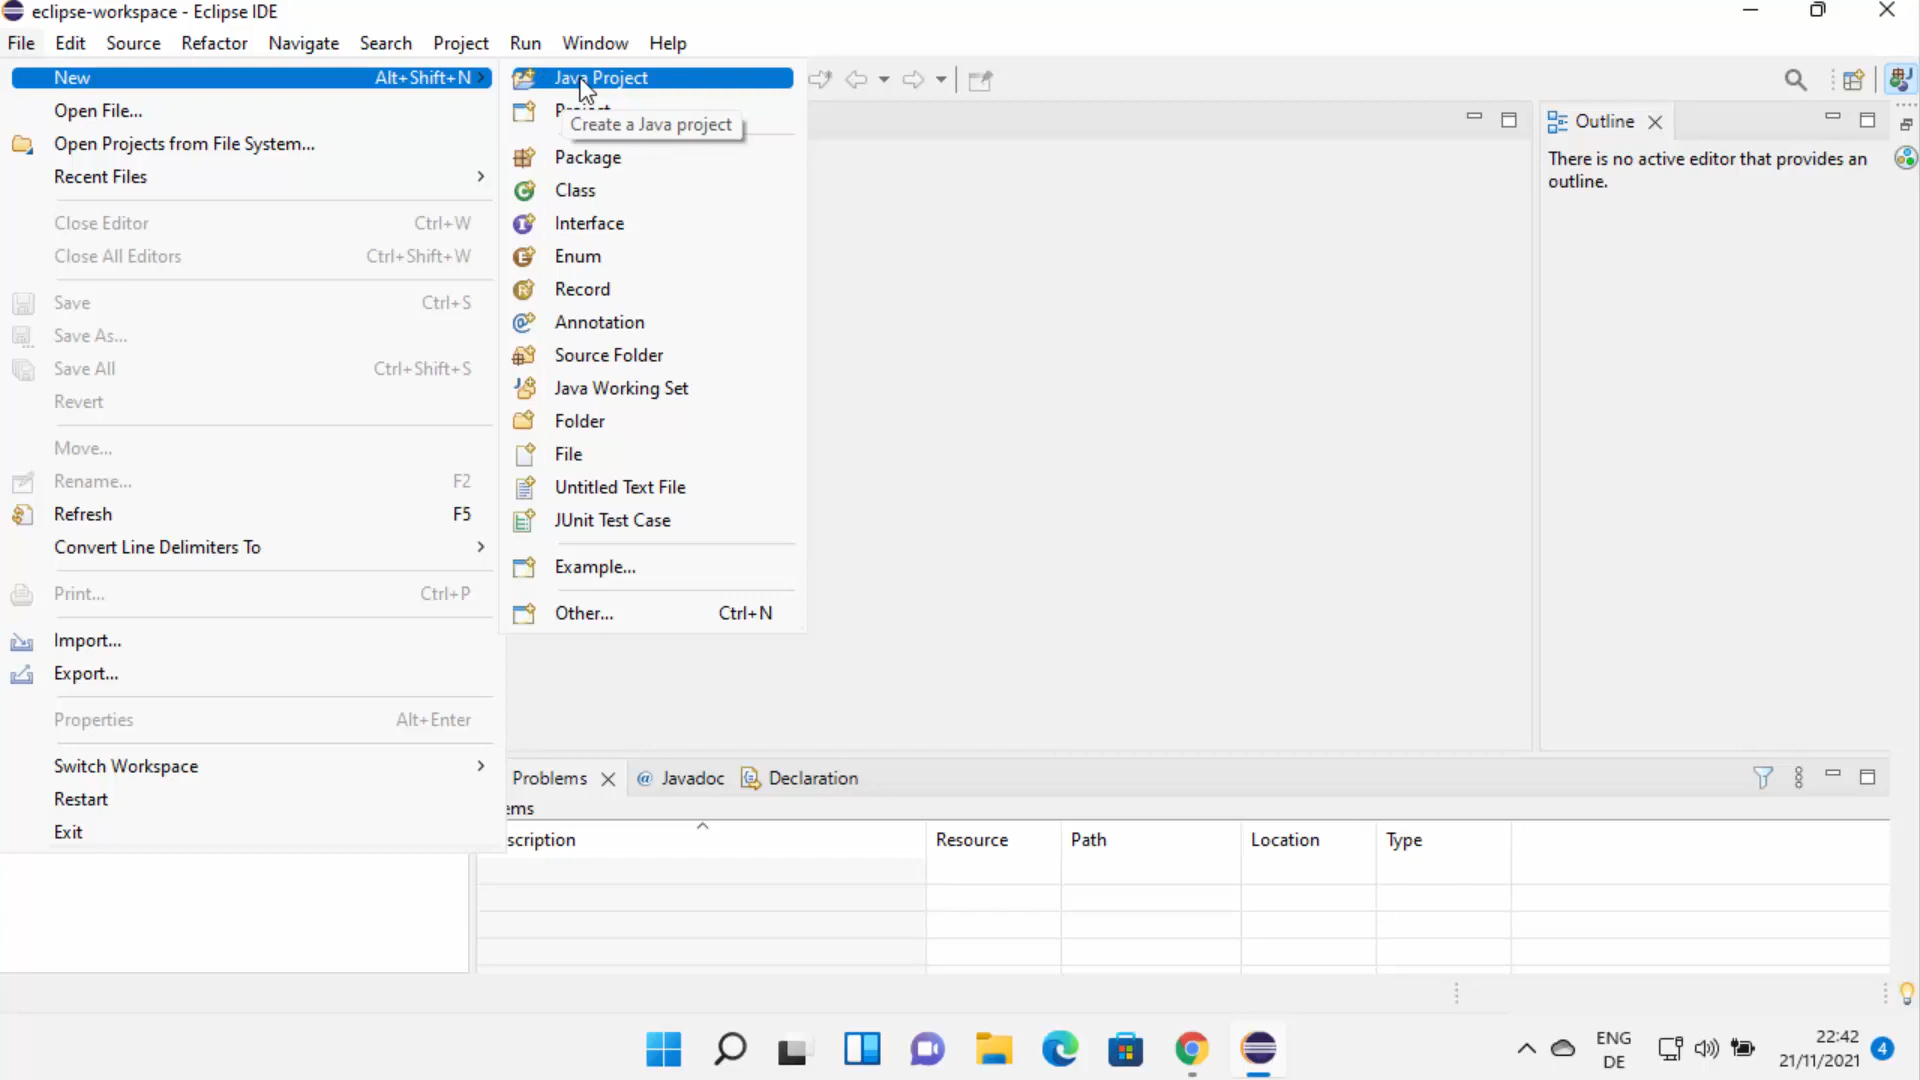 eclipse-workspace - Eclipse IDE
File Edit Source Refactor Navigate Search Project Run Window Help
New Alt+Shift+N
Open File...
Open Projects from File System...
Recent Files
Close Editor Ctrl+W
Close All Editors Ctrl+Shift+W
Save Ctrl+S
Save As...
Save All Ctrl+Shift+S
Revert
Move...
Rename... F2
Refresh F5
Convert Line Delimiters To
Print... Ctrl+P
Import...
Export...
Properties Alt+Enter
Switch Workspace
Restart
Exit
Java Project
Create a Java project
Package
Class
Interface
Enum
Record
Annotation
Source Folder
Java Working Set
Folder
File
Untitled Text File
JUnit Test Case
Example...
Other... Ctrl+N
Outline
There is no active editor that provides an
outline.
Problems @ Javadoc Declaration
ems
scription Resource Path Location Type
ENG
DE
22:42
21/11/2021
4